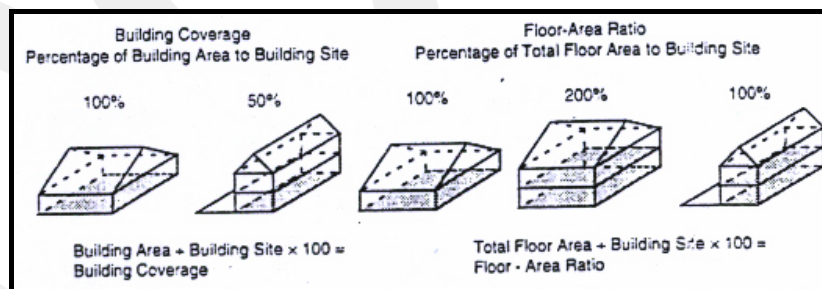 Building Coverage
Percentage of Building Area to Building Site
100%
50%
Building Area ÷ Building Site × 100 =
Building Coverage
Floor-Area Ratio
Percentage of Total Floor Area to Building Site
100%
200%
100%
Total Floor Area ÷ Building Site × 100 =
Floor - Area Ratio